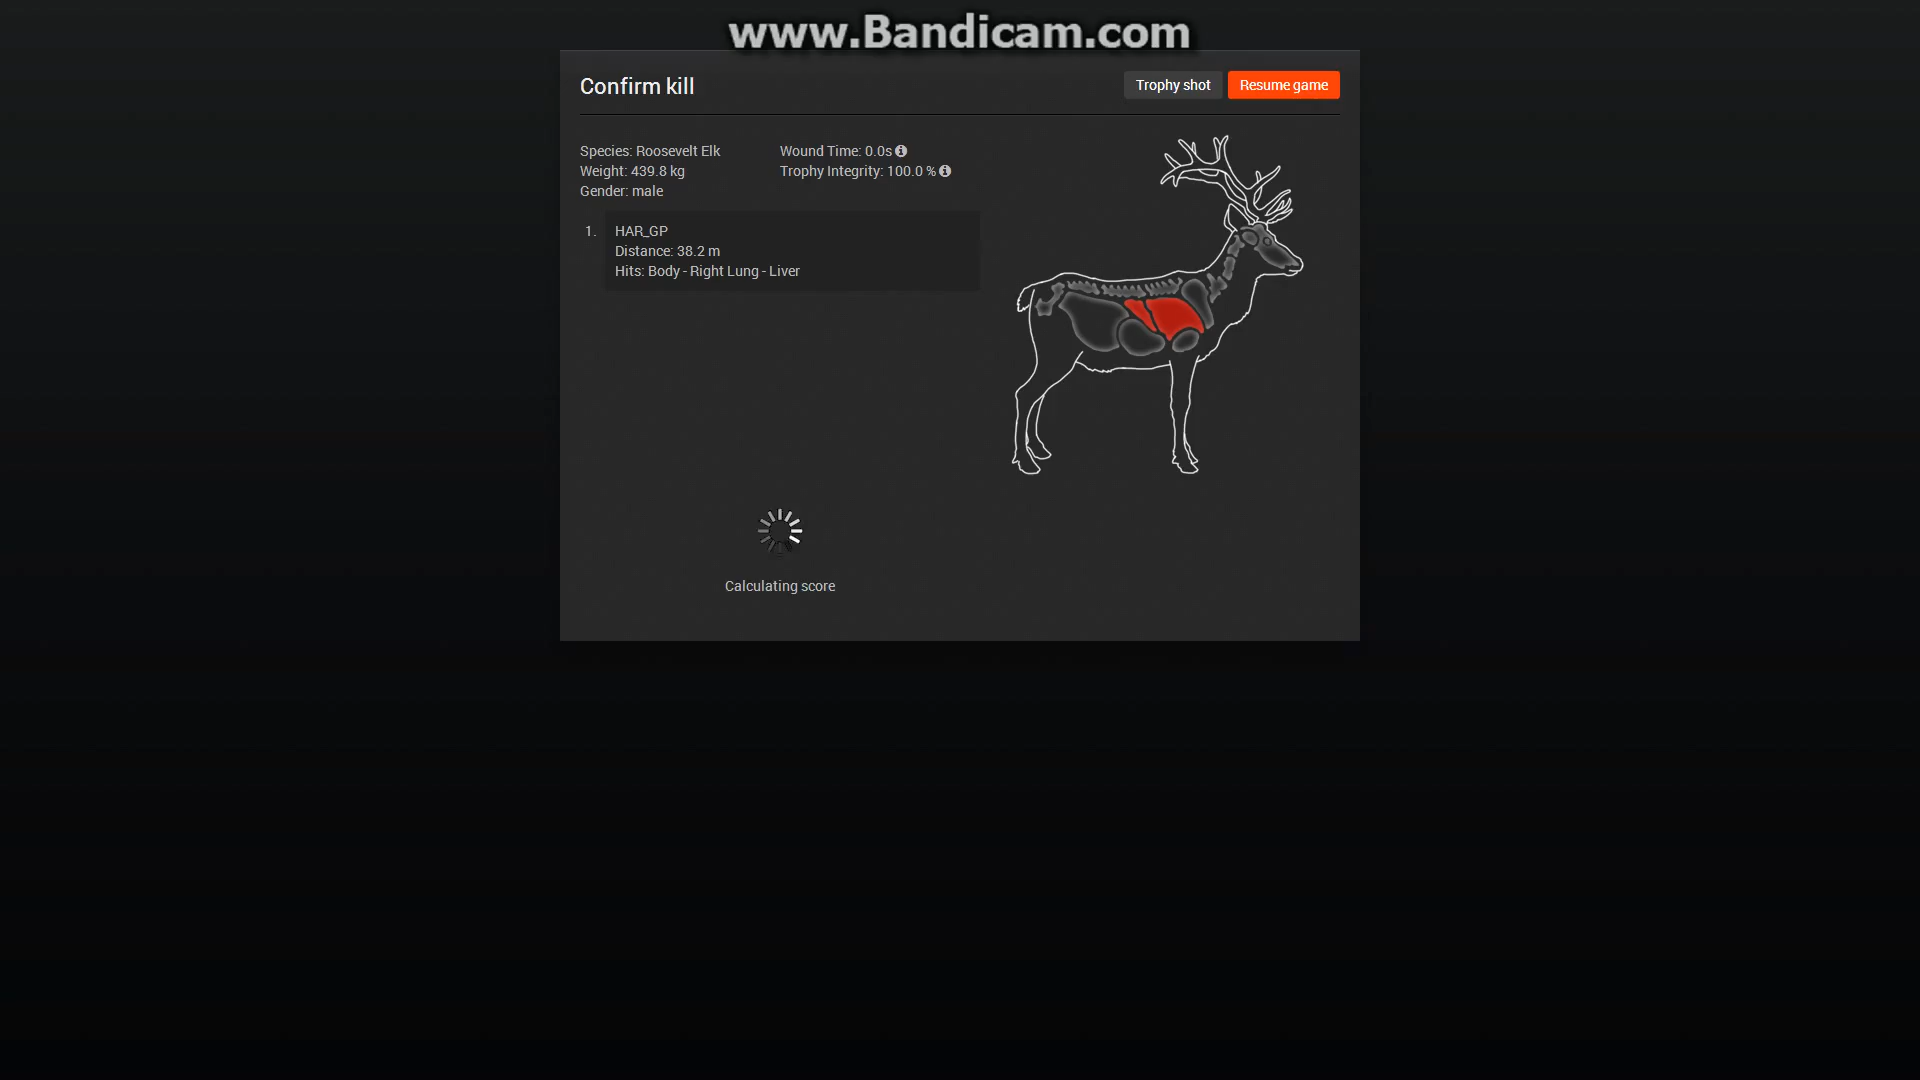 www.Bandicam.com
Confirm kill
Trophy shot
Resume game
Species: Roosevelt Elk
Weight: 439.8 kg
Gender: male
Wound Time: 0.0s
Trophy Integrity: 100.0 %
1.
HAR_GP
Distance: 38.2 m
Hits: Body - Right Lung - Liver
Calculating score